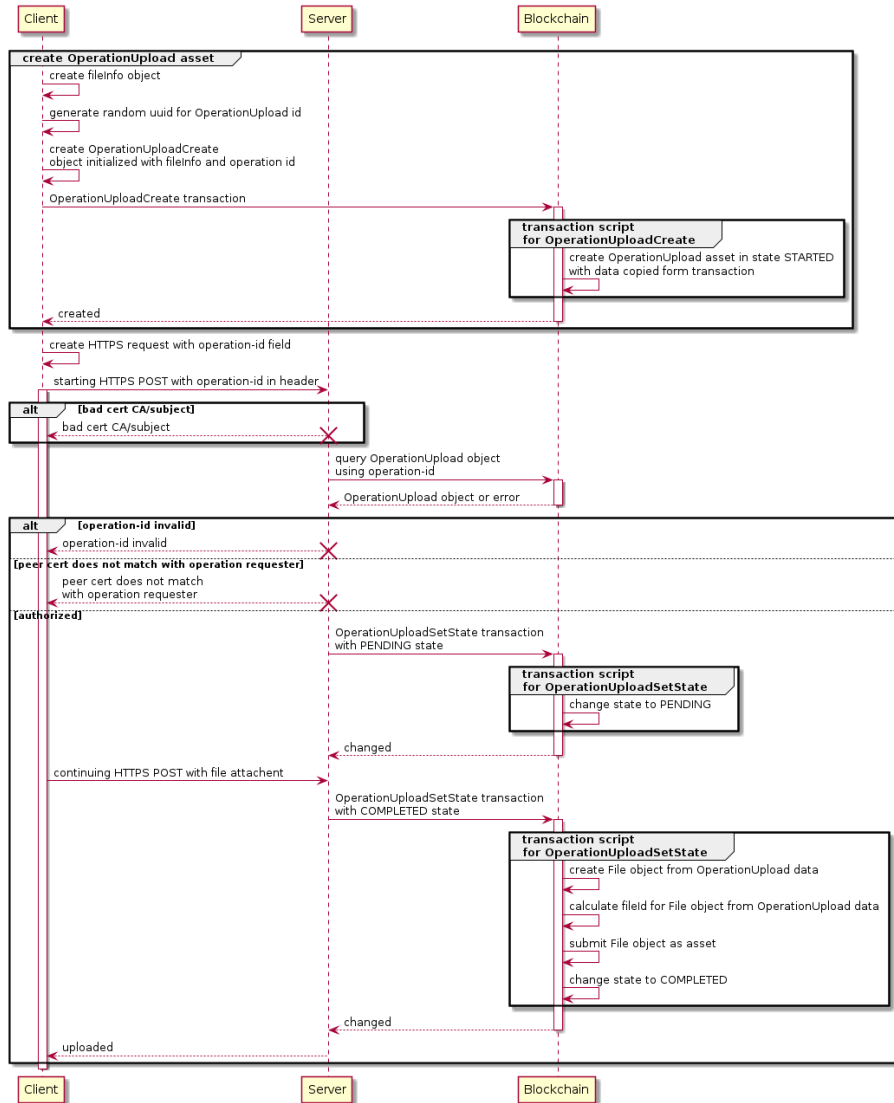 Client Server Blockchain
create OperationUpload asset
create fileInfo object
generate random uuid for OperationUpload id
create OperationUploadCreate
object initialized with fileInfo and operation id
OperationUploadCreate transaction
transaction script
for OperationUploadCreate
create OperationUpload asset in state STARTED
with data copied form transaction
created
create HTTPS request with operation-id field
starting HTTPS POST with operation-id in header
alt [bad cert CA/subject]
bad cert CA/subject
query OperationUpload object
using operation-id
OperationUpload object or error
alt [operation-id invalid]
operation-id invalid
[peer cert does not match with operation requester]
peer cert does not match
with operation requester
[authorized]
OperationUploadSetState transaction
with PENDING state
transaction script
for OperationUploadSetState
change state to PENDING
changed
continuing HTTPS POST with file attachent
OperationUploadSetState transaction
with COMPLETED state
transaction script
for OperationUploadSetState
create File object from OperationUpload data
calculate fileId for File object from OperationUpload data
submit File object as asset
change state to COMPLETED
changed
uploaded
Client Server Blockchain